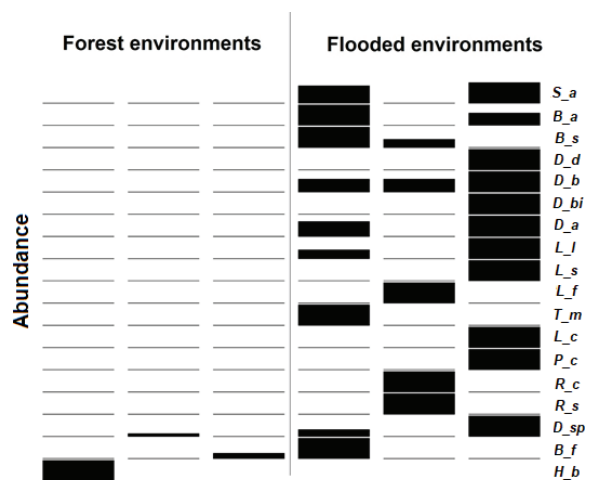 Forest environments
Flooded environments
Abundance
S_a
B_a
B_s
D_d
D_b
D_bi
D_a
L_l
L_s
L_f
T_m
L_c
P_c
R_c
R_s
D_sp
B_f
H_b